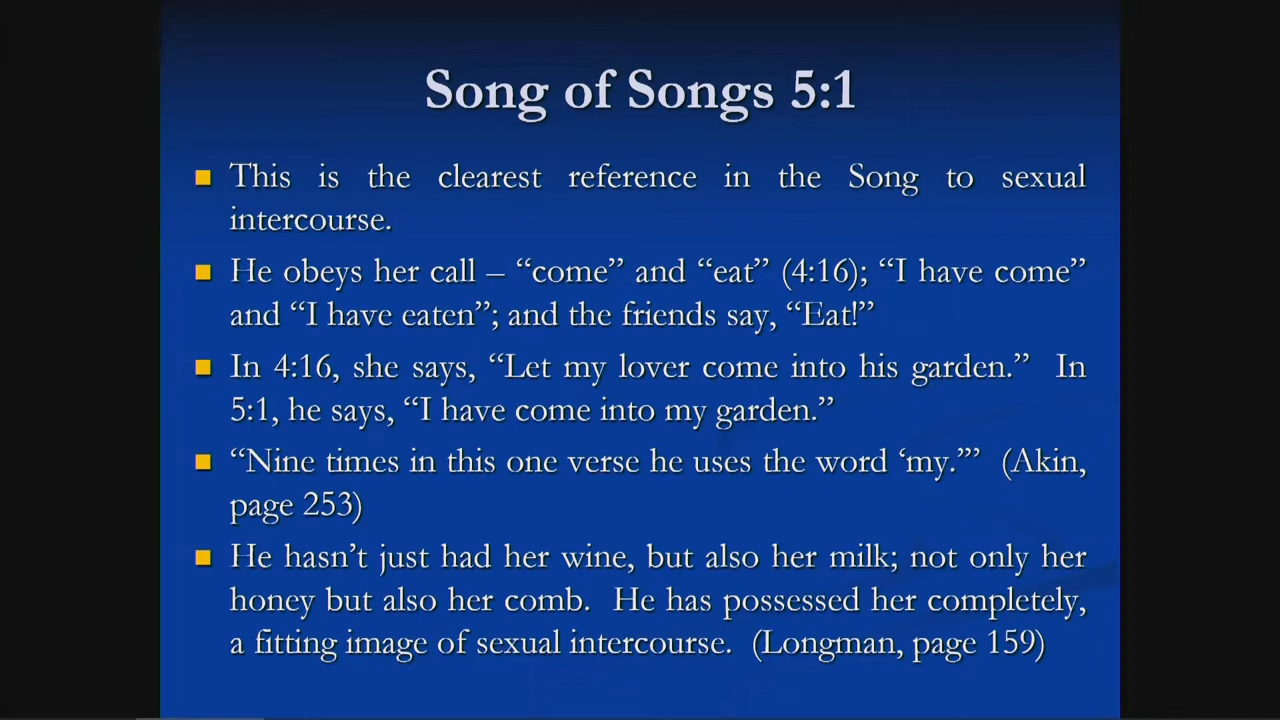 Song of Songs 5:1
This is the clearest reference in the Song to sexual
intercourse.
He obeys her call – “come” and “eat” (4:16); “I have come”
and “I have eaten”; and the friends say, “Eat!”
In 4:16, she says, “Let my lover come into his garden.” In
5:1, he says, “I have come into my garden.”
“Nine times in this one verse he uses the word ‘my.’” (Akin,
page 253)
He hasn’t just had her wine, but also her milk; not only her
honey but also her comb. He has possessed her completely,
a fitting image of sexual intercourse. (Longman, page 159)